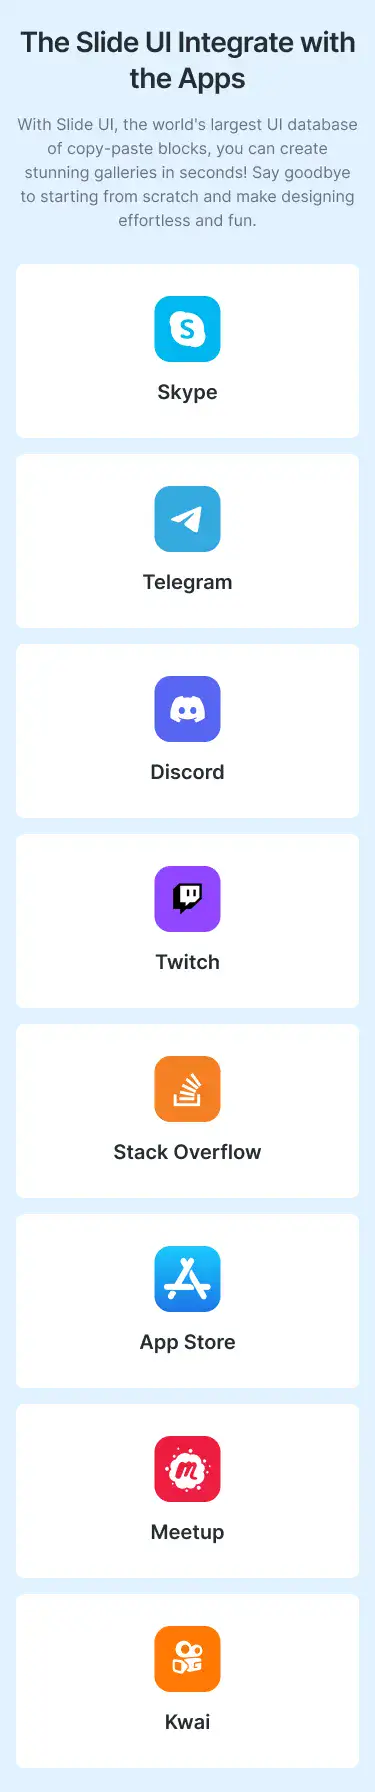 The Slide UI Integrate with
the Apps
With Slide UI, the world's largest UI database
of copy-paste blocks, you can create
stunning galleries in seconds! Say goodbye
to starting from scratch and make designing
effortless and fun.
Skype
Telegram
Discord
Twitch
Stack Overflow
App Store
Meetup
Kwai